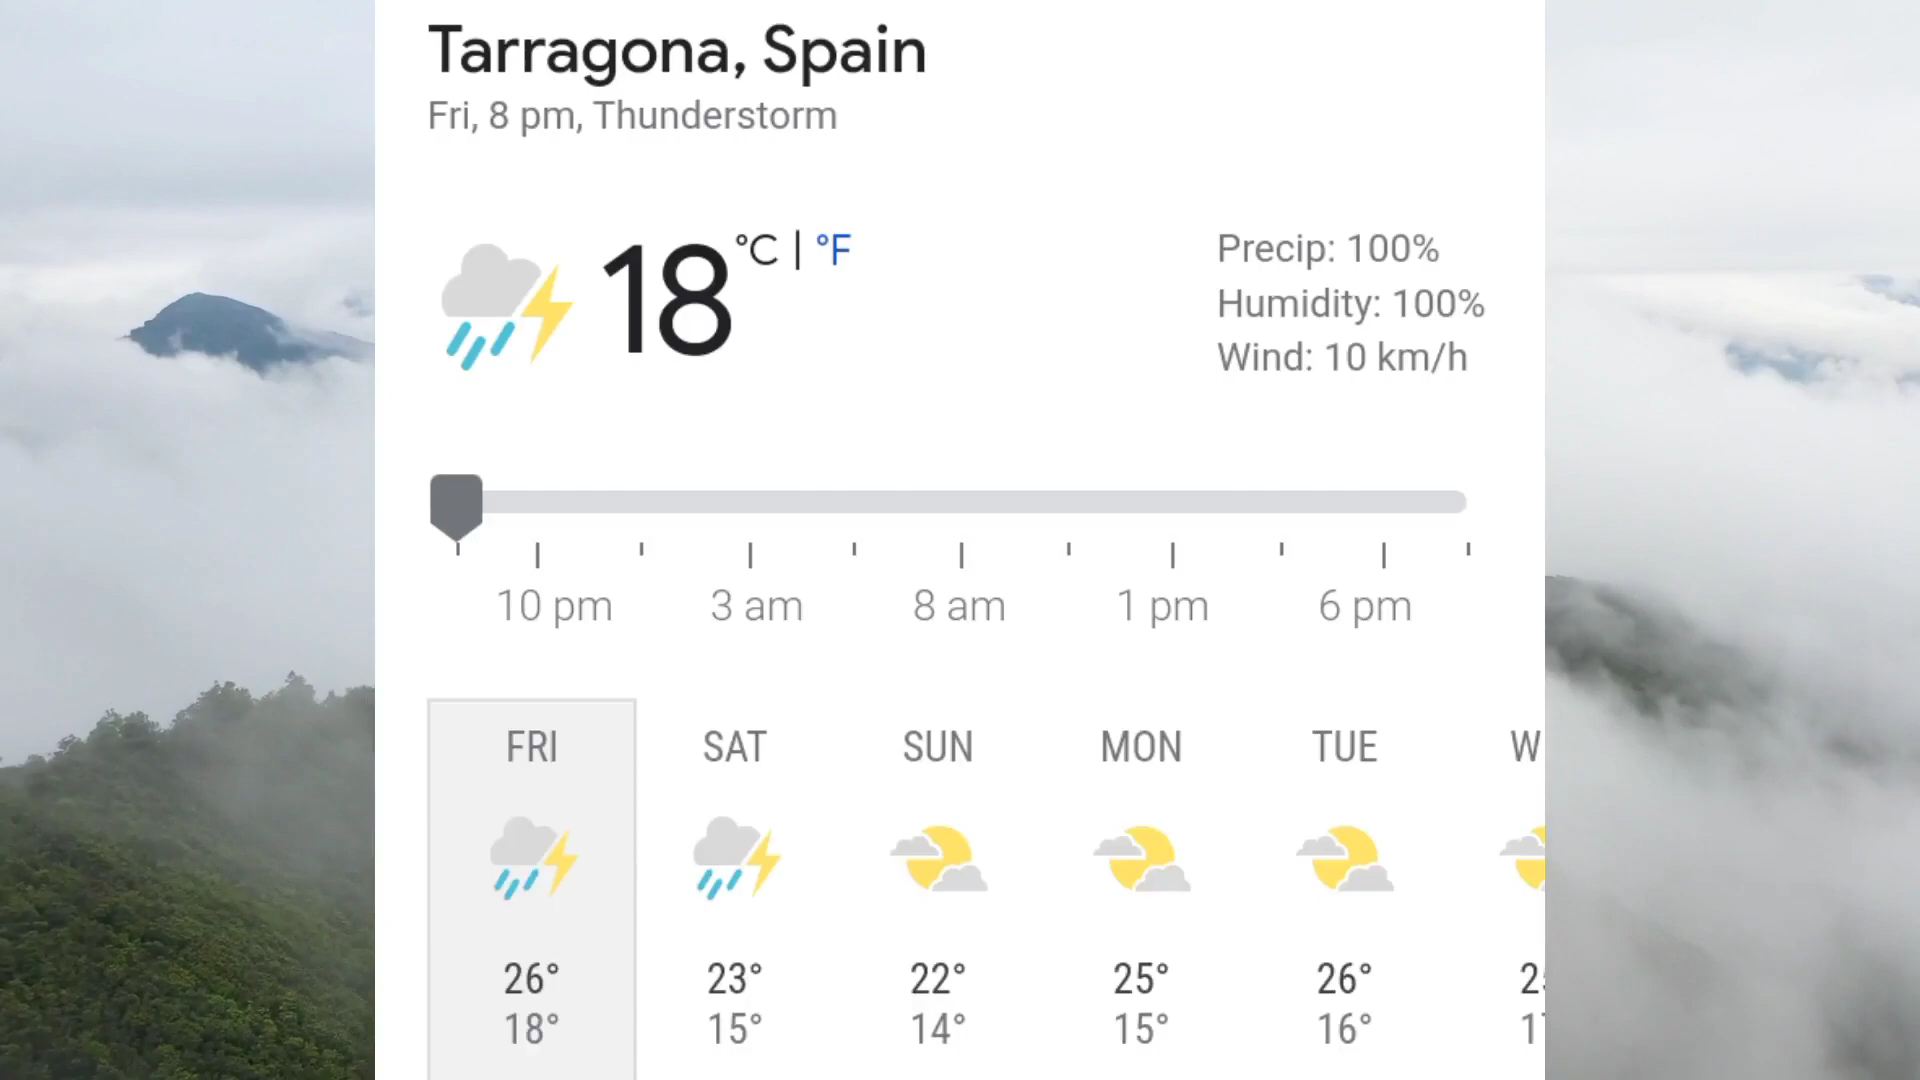 Tarragona, Spain
Fri, 8 pm, Thunderstorm
18 °C | °F
Precip: 100%
Humidity: 100%
Wind: 10 km/h
10 pm 3 am 8 am 1 pm 6 pm
FRI SAT SUN MON TUE W
26° 23° 22° 25° 26°
18° 15° 14° 15° 16°